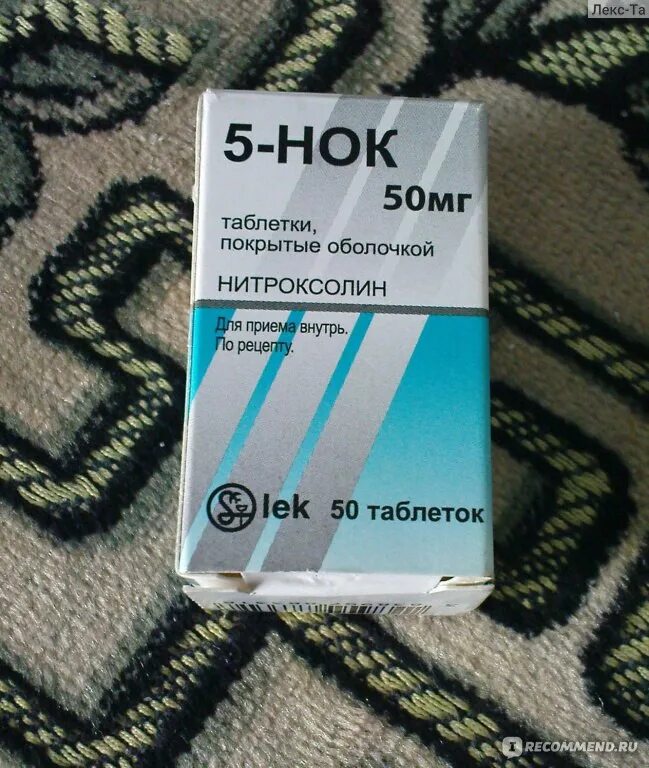 Лекс-Та
5-НОК
50мг
таблетки,
покрытые оболочкой
НИТРОКСОЛИН
Для приема внутрь.
По рецепту.
lek 50 таблеток
RECOMMEND.RU